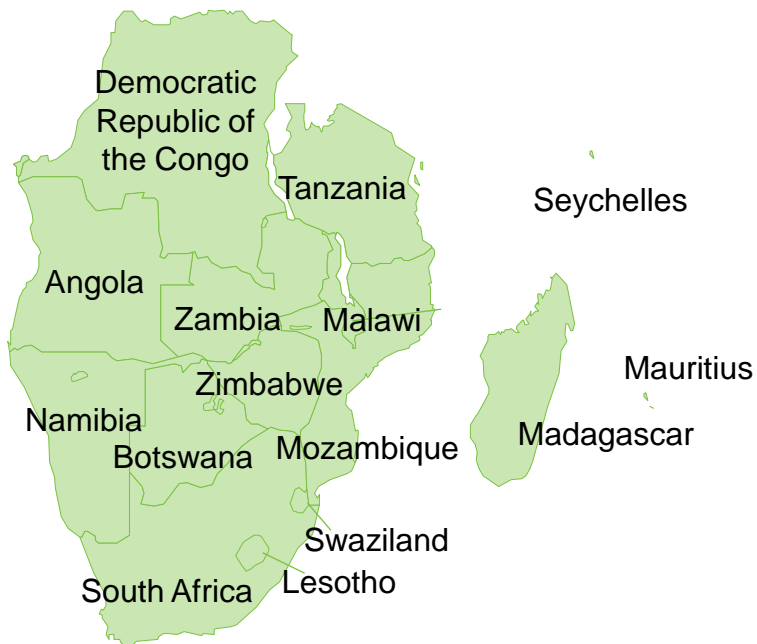 Democratic
Republic of
the Congo
Tanzania
Seychelles
Angola
Zambia
Malawi
Mauritius
Zimbabwe
Namibia
Madagascar
Botswana
Mozambique
Swaziland
Lesotho
South Africa